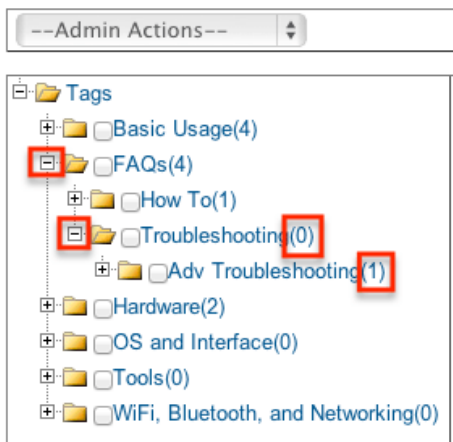 --Admin Actions--
Tags
Basic Usage(4)
FAQs(4)
How To(1)
Troubleshooting(0)
Adv Troubleshooting(1)
Hardware(2)
OS and Interface(0)
Tools(0)
WiFi, Bluetooth, and Networking(0)